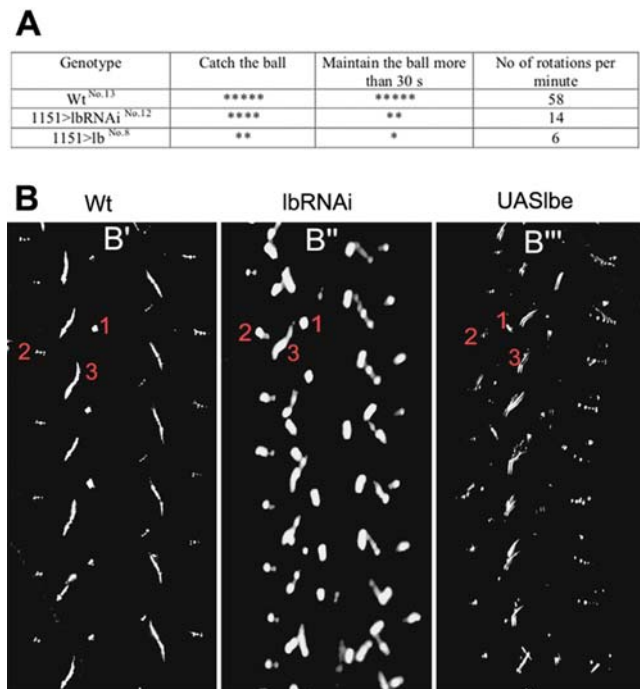 A
Genotype Catch the ball Maintain the ball more than 30 s No of rotations per minute
Wt No.13 ***** ***** 58
1151>lbRNAi No.12 **** ** 14
1151>lb No.8 ** * 6
B
Wt lbRNAi UASlbe
B' B'' B'''
1 1 1
2 2 2
3 3 3